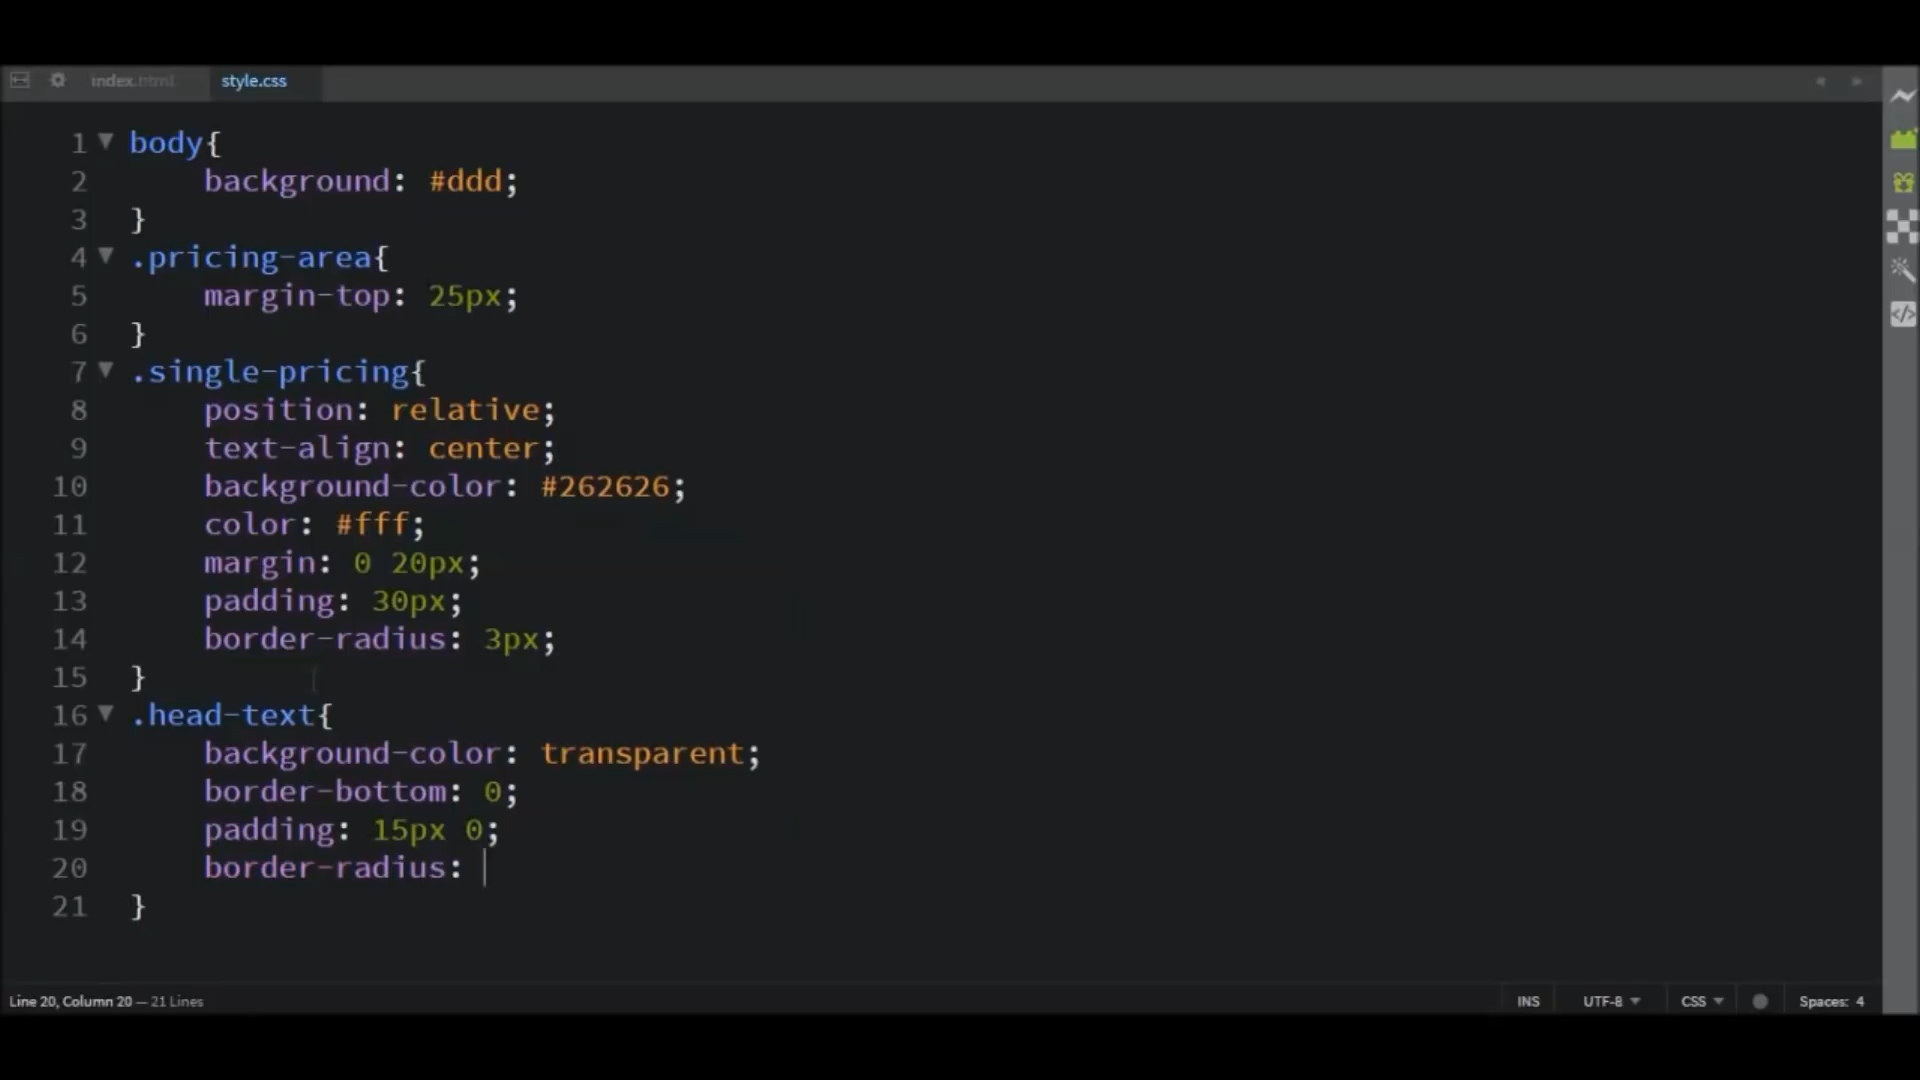 index.html style.css
1 body{
2 background: #ddd;
3 }
4 .pricing-area{
5 margin-top: 25px;
6 }
7 .single-pricing{
8 position: relative;
9 text-align: center;
10 background-color: #262626;
11 color: #fff;
12 margin: 0 20px;
13 padding: 30px;
14 border-radius: 3px;
15 }
16 .head-text{
17 background-color: transparent;
18 border-bottom: 0;
19 padding: 15px 0;
20 border-radius:
21 }
Line 20, Column 20 — 21 Lines INS UTF-8 CSS Spaces: 4